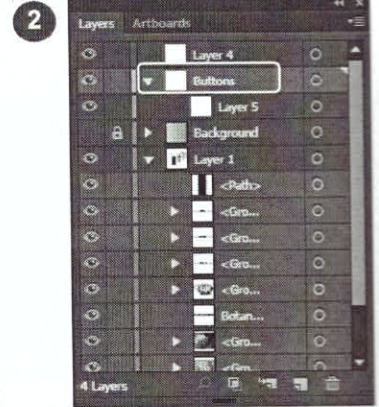 2
Layers Artboards
Layer 4
Buttons
Layer 5
Background
Layer 1
<Path>
<Gro...
<Gro...
<Gro...
<Gro...
Botan...
<Gro...
<Gro...
4 Layers